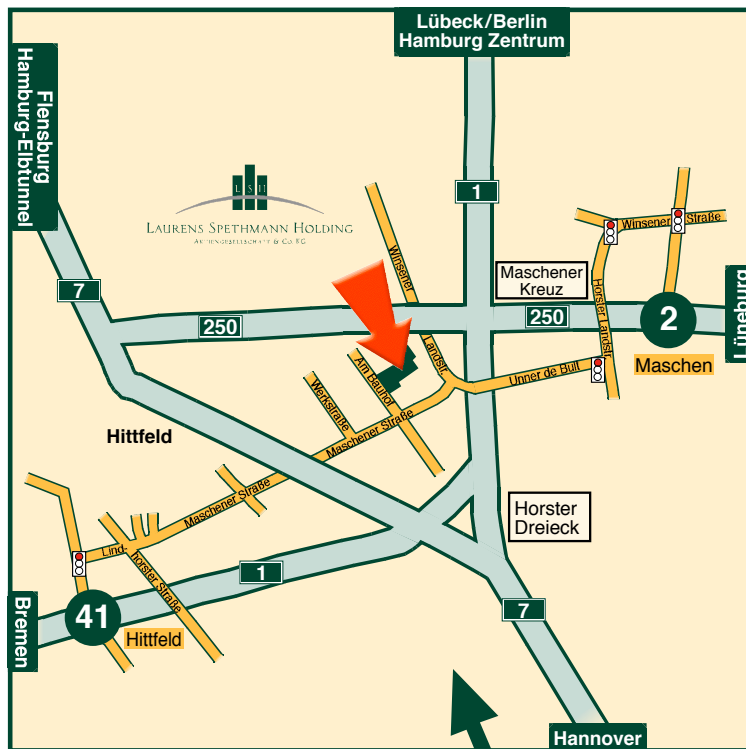 Lübeck/Berlin
Hamburg Zentrum
Flensburg
Hamburg-Elbtunnel
LSH
LAURENS SPETHMANN HOLDING
AKTIENGESELLSCHAFT & CO. KG
1
Winsener Straße
Winsener
Landstr.
Maschener
Kreuz
Horster Landstr.
7
250
250
2
Lüneburg
Maschen
Am Bauhof
Unner de Bult
Werkstraße
Maschener Straße
Hittfeld
Maschener Straße
Horster
Dreieck
Lind-
horster Straße
1
41
Hittfeld
Bremen
7
Hannover